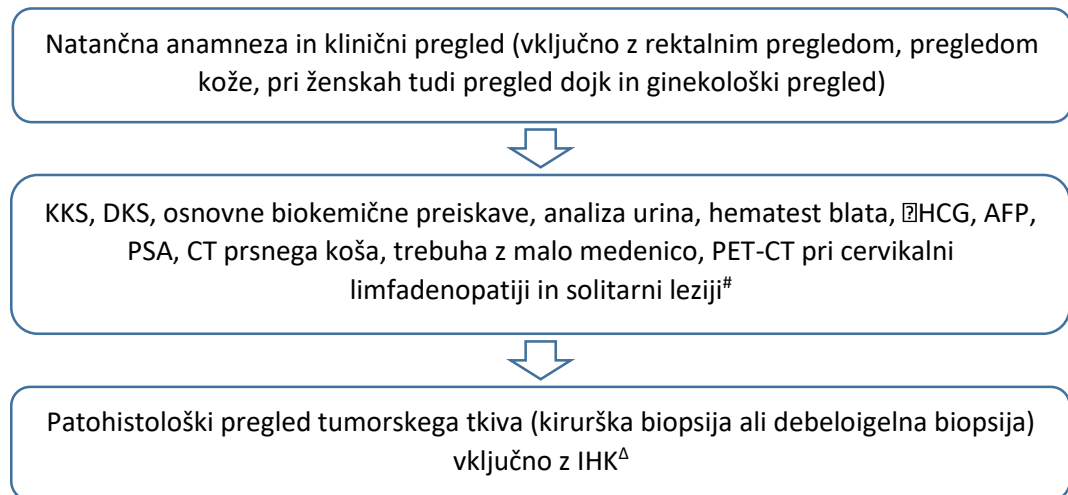 Natančna anamneza in klinični pregled (vključno z rektalnim pregledom, pregledom
kože, pri ženskah tudi pregled dojk in ginekološki pregled)
KKS, DKS, osnovne biokemične preiskave, analiza urina, hematest blata, ⍰HCG, AFP,
PSA, CT prsnega koša, trebuha z malo medenico, PET-CT pri cervikalni
limfadenopatiji in solitarni leziji#
Patohistološki pregled tumorskega tkiva (kirurška biopsija ali debeloigelna biopsija)
vključno z IHKΔ